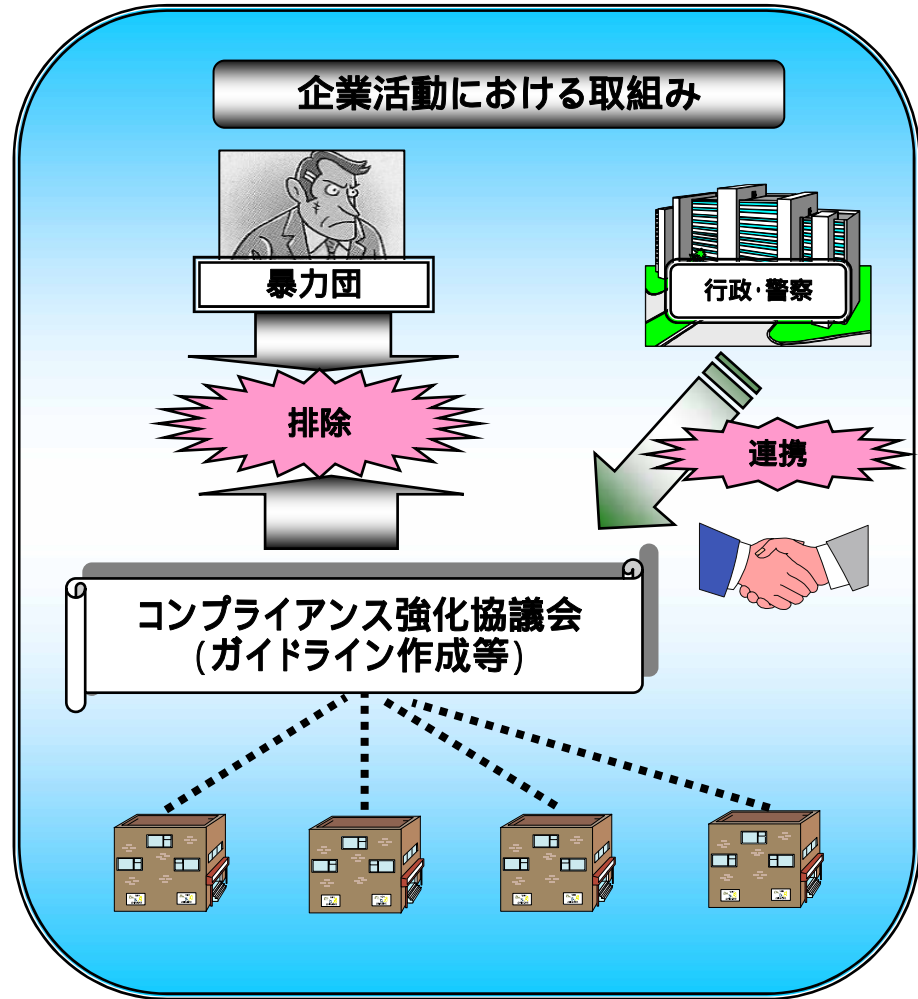 企業活動における取組み
暴力団
行政・警察
排除
連携
コンプライアンス強化協議会
(ガイドライン作成等)